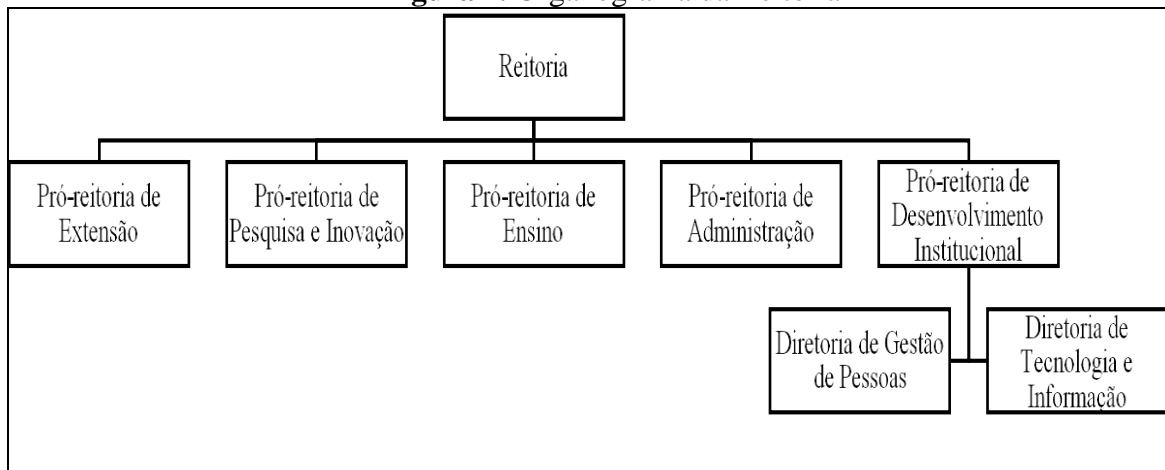 Reitoria
Pró-reitoria de
Extensão
Pró-reitoria de
Pesquisa e Inovação
Pró-reitoria de
Ensino
Pró-reitoria de
Administração
Pró-reitoria de
Desenvolvimento
Institucional
Diretoria de Gestão
de Pessoas
Diretoria de
Tecnologia e
Informação